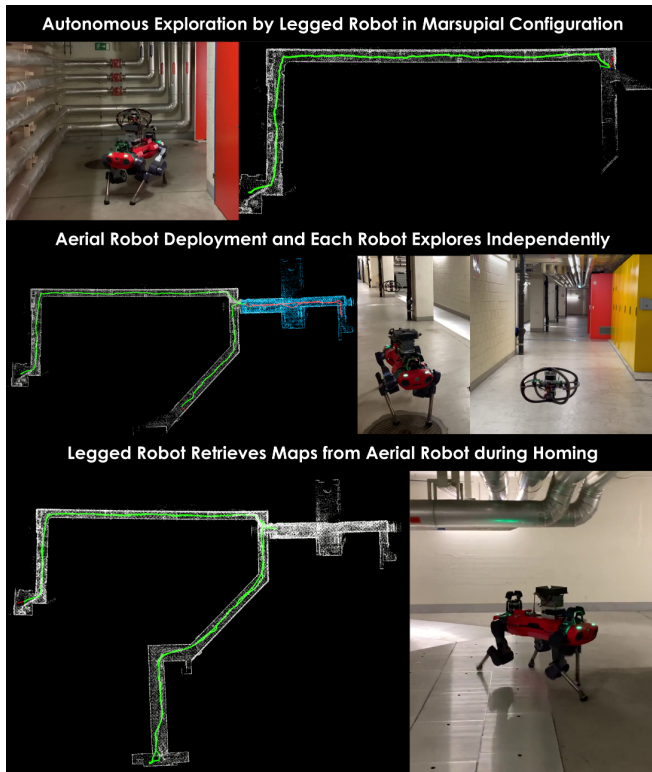 Autonomous Exploration by Legged Robot in Marsupial Configuration
Aerial Robot Deployment and Each Robot Explores Independently
Legged Robot Retrieves Maps from Aerial Robot during Homing